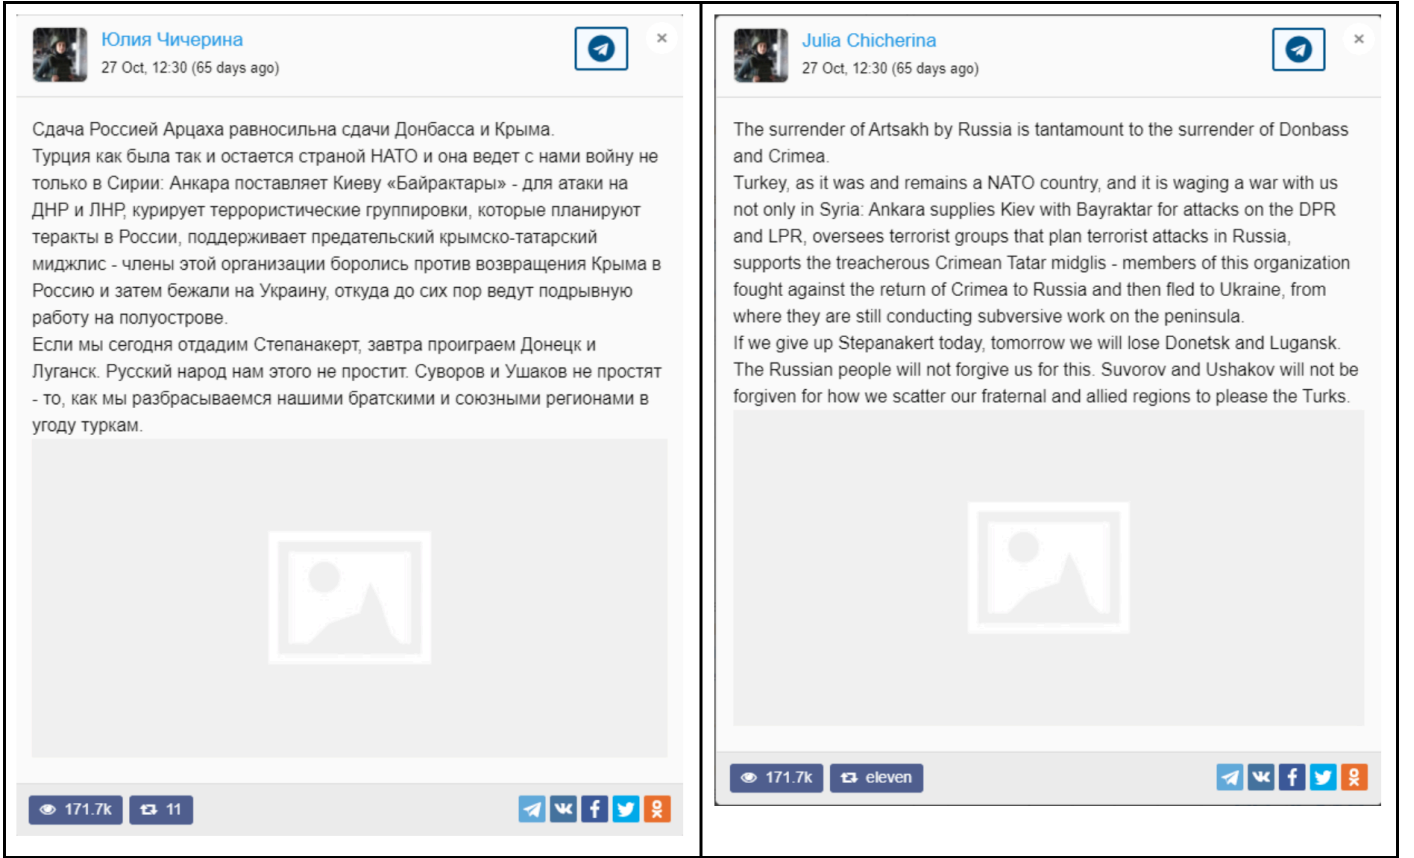 Юлия Чичерина
27 Oct, 12:30 (65 days ago)
×
Сдача Россией Арцаха равносильна сдачи Донбасса и Крыма.
Турция как была так и остается страной НАТО и она ведет с нами войну не
только в Сирии: Анкара поставляет Киеву «Байрактары» - для атаки на
ДНР и ЛНР, курирует террористические группировки, которые планируют
теракты в России, поддерживает предательский крымско-татарский
миджлис - члены этой организации боролись против возвращения Крыма в
Россию и затем бежали на Украину, откуда до сих пор ведут подрывную
работу на полуострове.
Если мы сегодня отдадим Степанакерт, завтра проиграем Донецк и
Луганск. Русский народ нам этого не простит. Суворов и Ушаков не простят
- то, как мы разбрасываемся нашими братскими и союзными регионами в
угоду туркам.
171.7k 11
Julia Chicherina
27 Oct, 12:30 (65 days ago)
×
The surrender of Artsakh by Russia is tantamount to the surrender of Donbass
and Crimea.
Turkey, as it was and remains a NATO country, and it is waging a war with us
not only in Syria: Ankara supplies Kiev with Bayraktar for attacks on the DPR
and LPR, oversees terrorist groups that plan terrorist attacks in Russia,
supports the treacherous Crimean Tatar midglis - members of this organization
fought against the return of Crimea to Russia and then fled to Ukraine, from
where they are still conducting subversive work on the peninsula.
If we give up Stepanakert today, tomorrow we will lose Donetsk and Lugansk.
The Russian people will not forgive us for this. Suvorov and Ushakov will not be
forgiven for how we scatter our fraternal and allied regions to please the Turks.
171.7k eleven